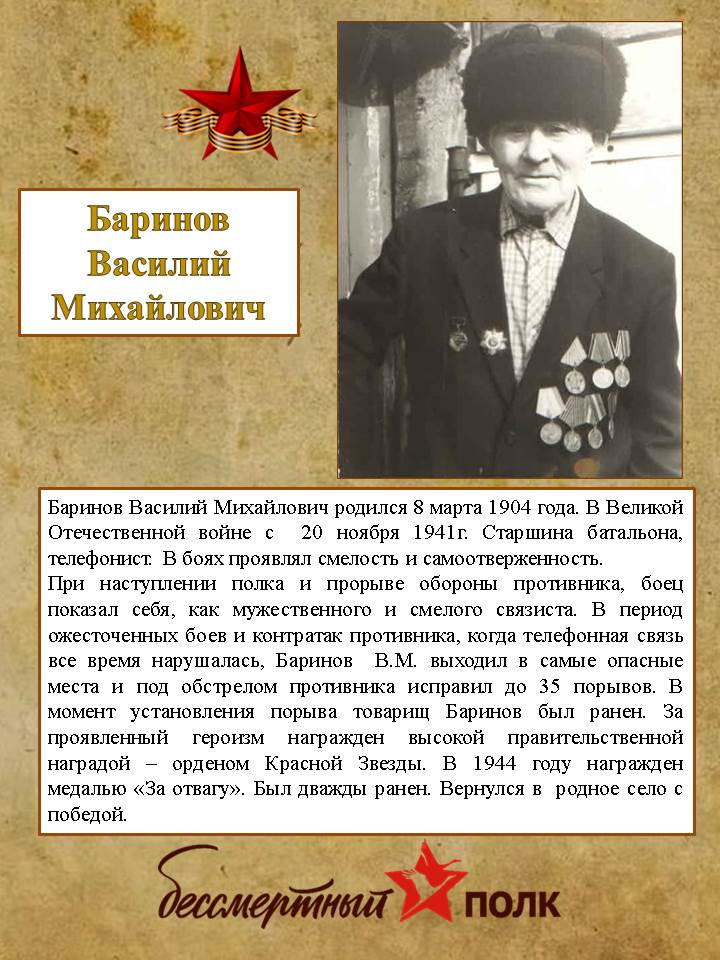 Баринов
Василий
Михайлович
Баринов Василий Михайлович родился 8 марта 1904 года. В Великой
Отечественной войне с 20 ноября 1941г. Старшина батальона,
телефонист. В боях проявлял смелость и самоотверженность.
При наступлении полка и прорыве обороны противника, боец
показал себя, как мужественного и смелого связиста. В период
ожесточенных боев и контратак противника, когда телефонная связь
все время нарушалась, Баринов В.М. выходил в самые опасные
места и под обстрелом противника исправил до 35 порывов. В
момент установления порыва товарищ Баринов был ранен. За
проявленный героизм награжден высокой правительственной
наградой – орденом Красной Звезды. В 1944 году награжден
медалью «За отвагу». Был дважды ранен. Вернулся в родное село с
победой.
бессмертный ПОЛК